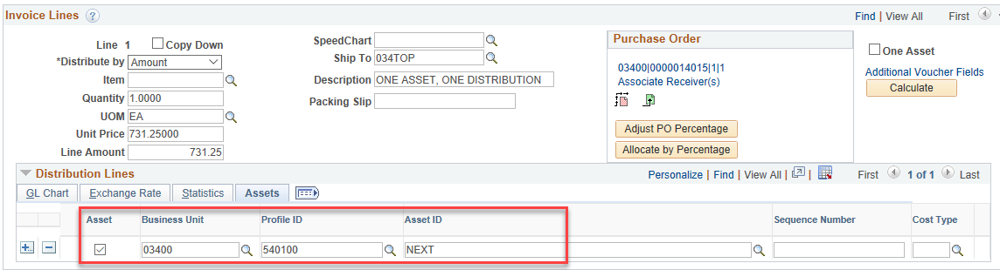 Invoice Lines ?
Find | View All First
Line 1 Copy Down
*Distribute by Amount
Item
Quantity 1.0000
UOM EA
Unit Price 731.25000
Line Amount 731.25
SpeedChart
Ship To 034TOP
Description ONE ASSET, ONE DISTRIBUTION
Packing Slip
Purchase Order
03400|0000014015|1|1
Associate Receiver(s)
Adjust PO Percentage
Allocate by Percentage
One Asset
Additional Voucher Fields
Calculate
Distribution Lines
Personalize | Find | View All | | First 1 of 1 Last
GL Chart Exchange Rate Statistics Assets
Asset Business Unit Profile ID Asset ID Sequence Number Cost Type
03400 540100 NEXT